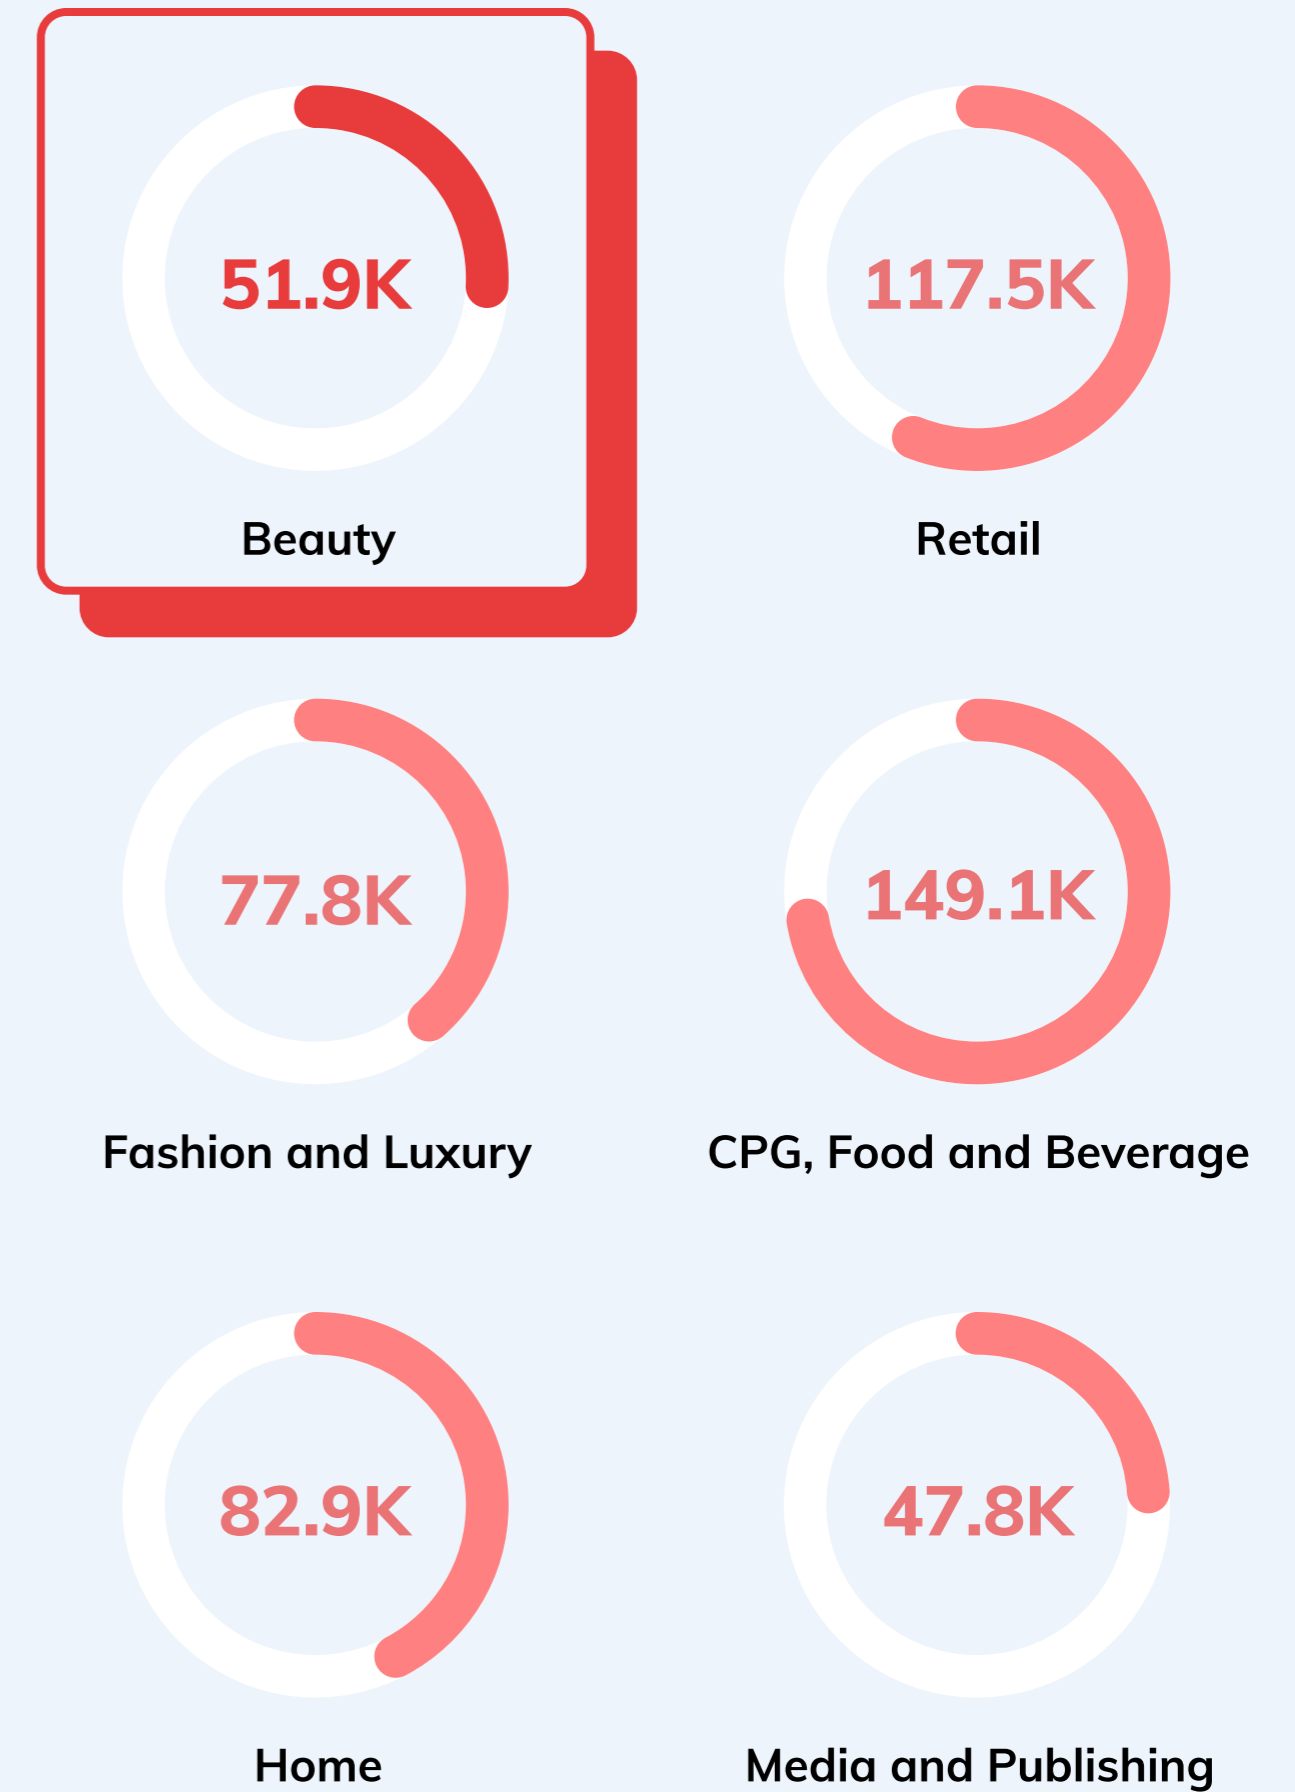 51.9K
Beauty
117.5K
Retail
77.8K
Fashion and Luxury
149.1K
CPG, Food and Beverage
82.9K
Home
47.8K
Media and Publishing